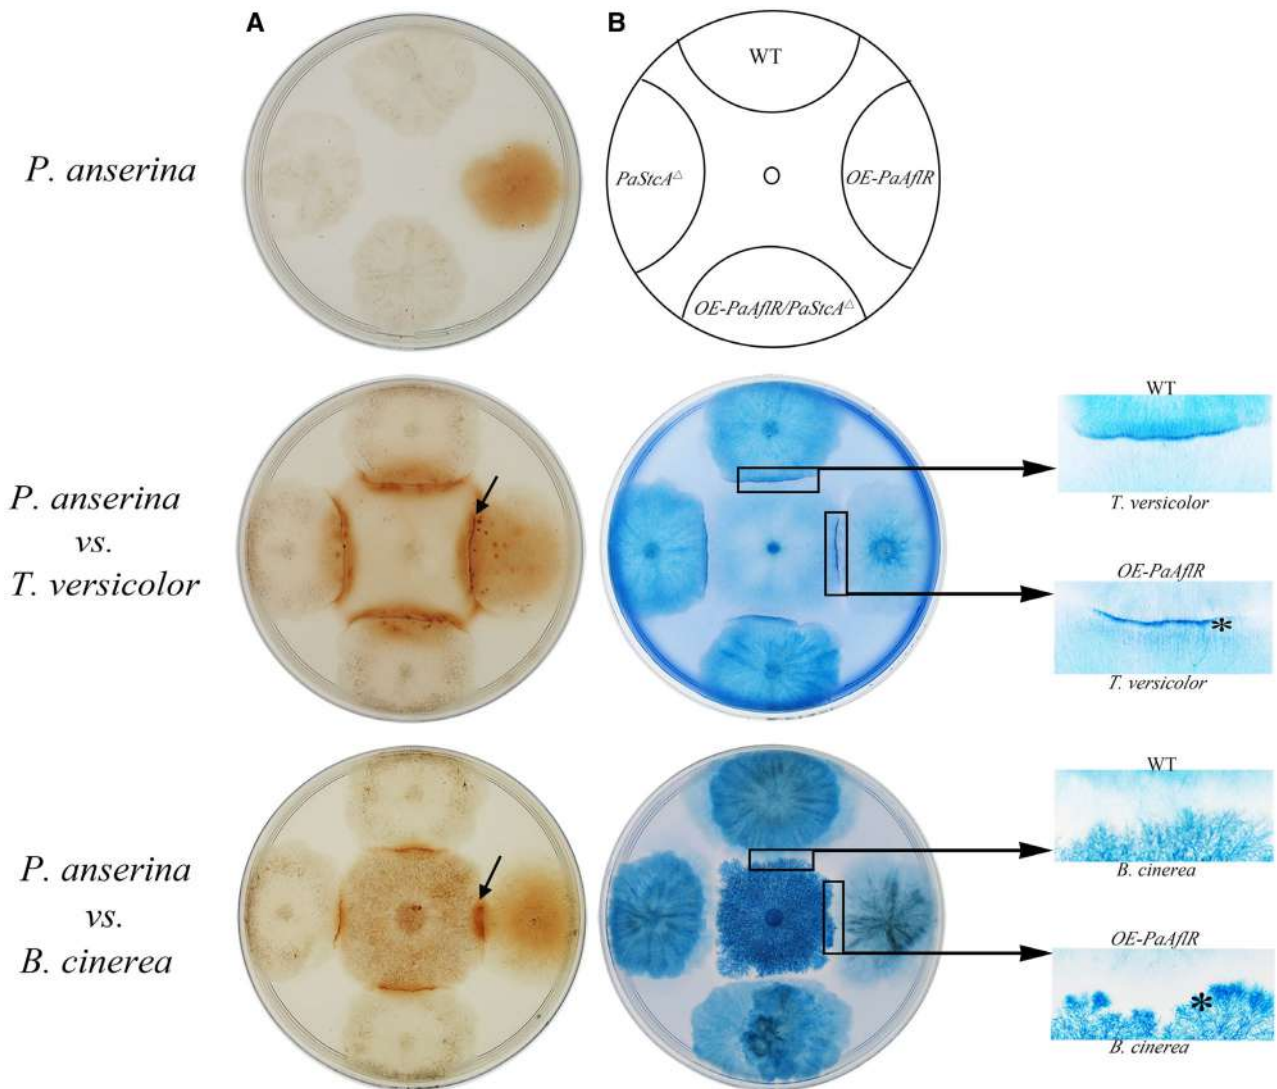 A
B
P. anserina
WT
PaStcA△
OE-PaAflR
OE-PaAflR/PaStcA△
P. anserina
vs.
T. versicolor
WT
T. versicolor
OE-PaAflR
*
T. versicolor
P. anserina
vs.
B. cinerea
WT
B. cinerea
OE-PaAflR
*
B. cinerea